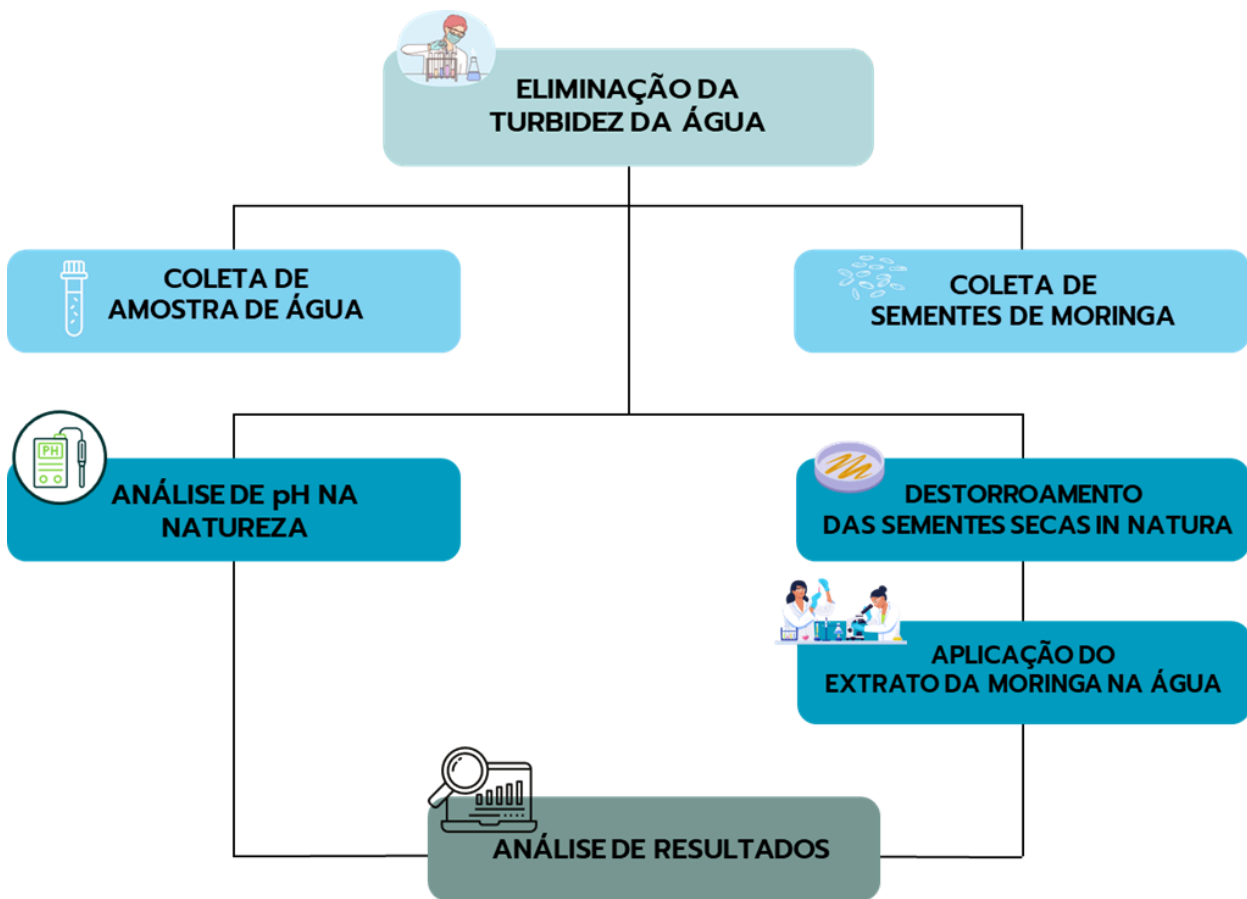 ELIMINAÇÃO DA
TURBIDEZ DA ÁGUA
COLETA DE
AMOSTRA DE ÁGUA
COLETA DE
SEMENTES DE MORINGA
PH
ANÁLISE DE pH NA
NATUREZA
DESTORROAMENTO
DAS SEMENTES SECAS IN NATURA
APLICAÇÃO DO
EXTRATO DA MORINGA NA ÁGUA
ANÁLISE DE RESULTADOS